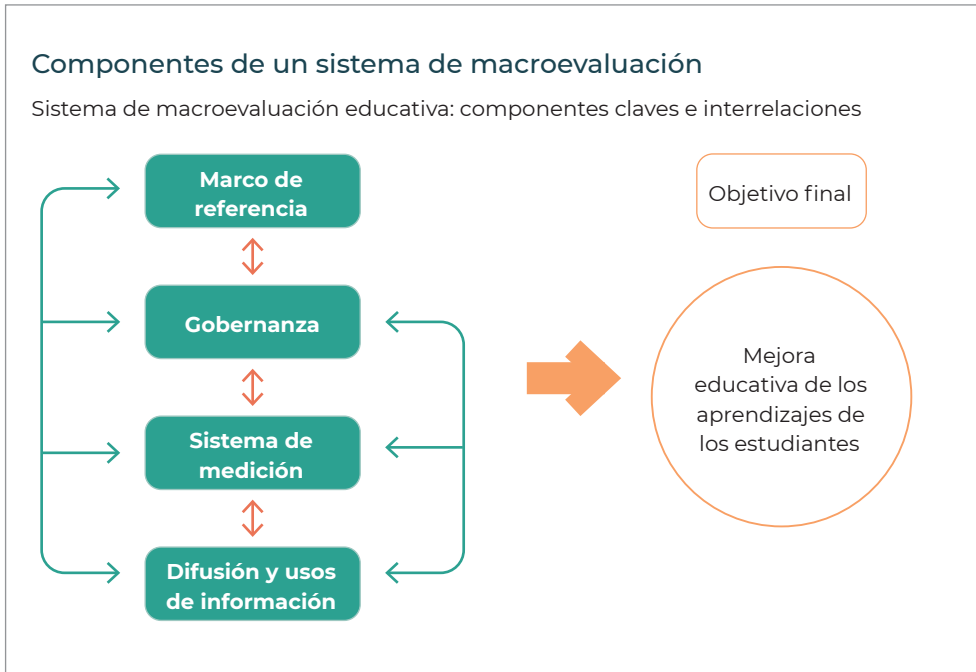 Componentes de un sistema de macroevaluación
Sistema de macroevaluación educativa: componentes claves e interrelaciones
Marco de
referencia
Gobernanza
Sistema de
medición
Difusión y usos
de información
Objetivo final
Mejora
educativa de los
aprendizajes de
los estudiantes